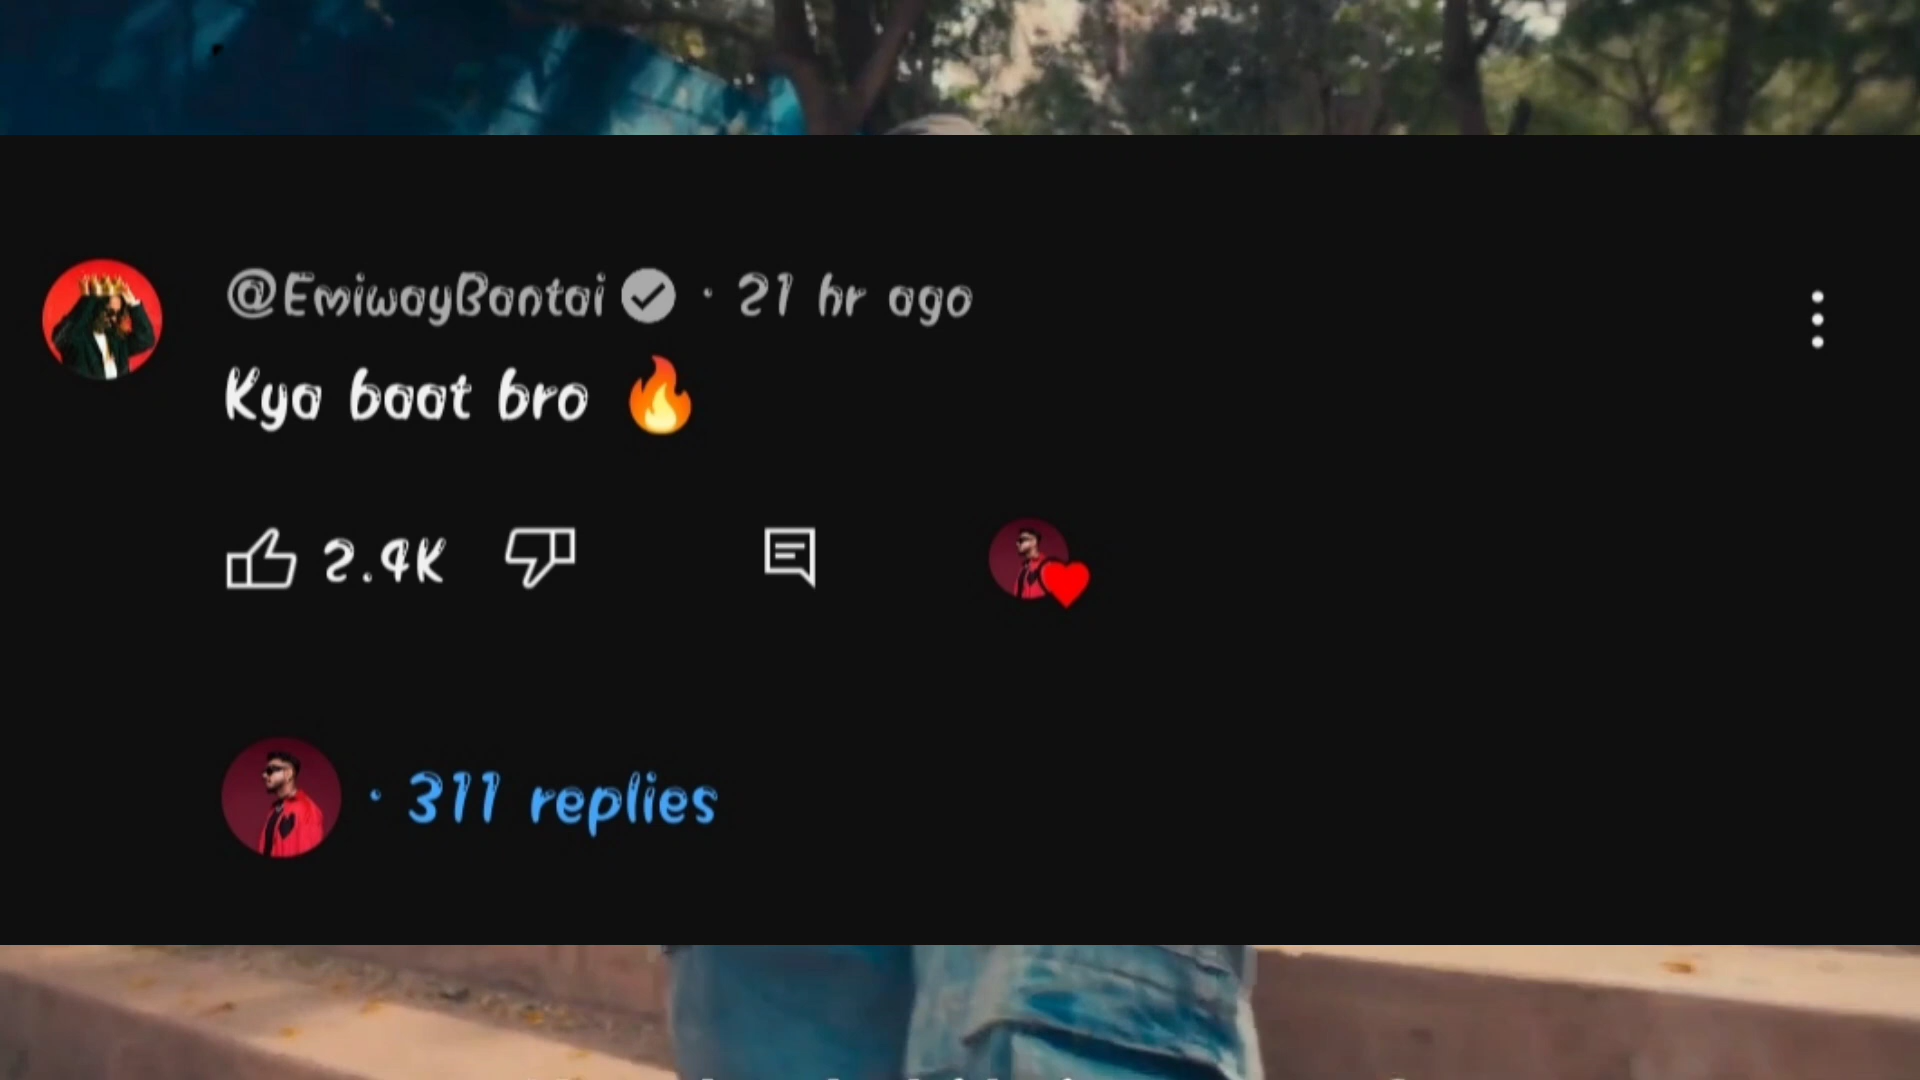 @EmiwayBantai · 21 hr ago
Kya baat bro 🔥
2.4K
· 311 replies